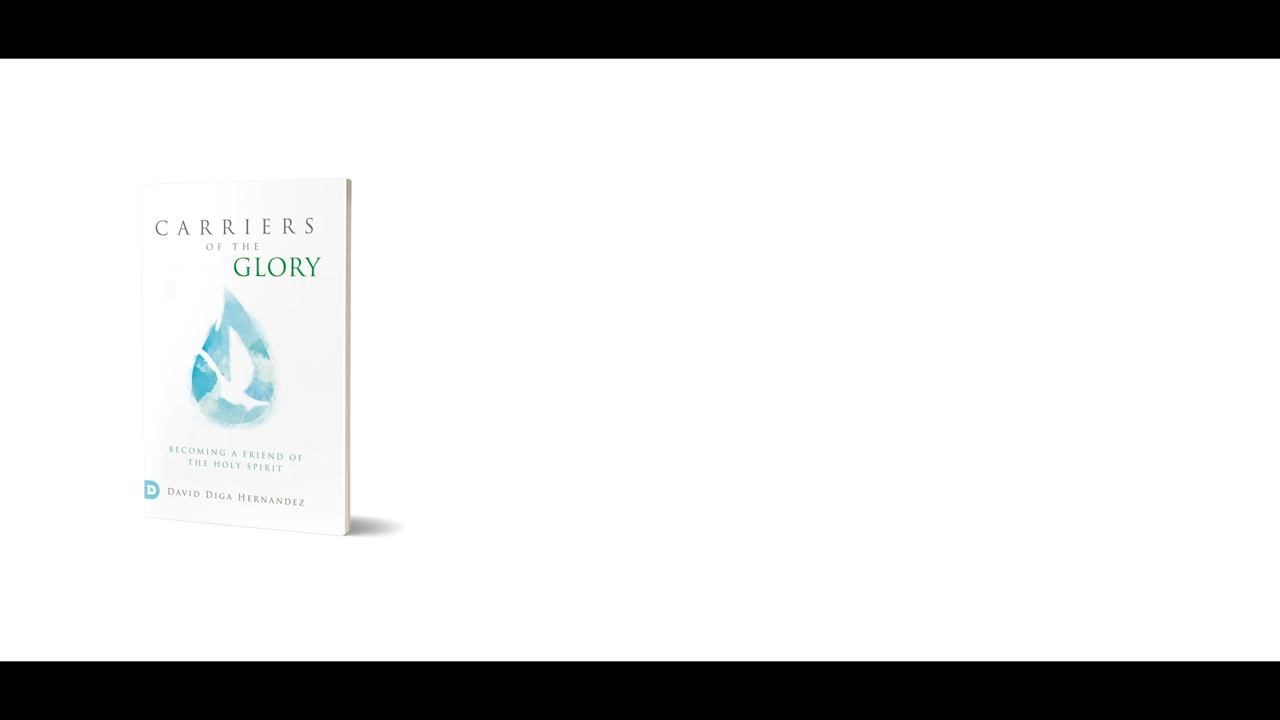 CARRIERS
OF THE
GLORY
BECOMING A FRIEND OF
THE HOLY SPIRIT
D
DAVID DIGA HERNANDEZ